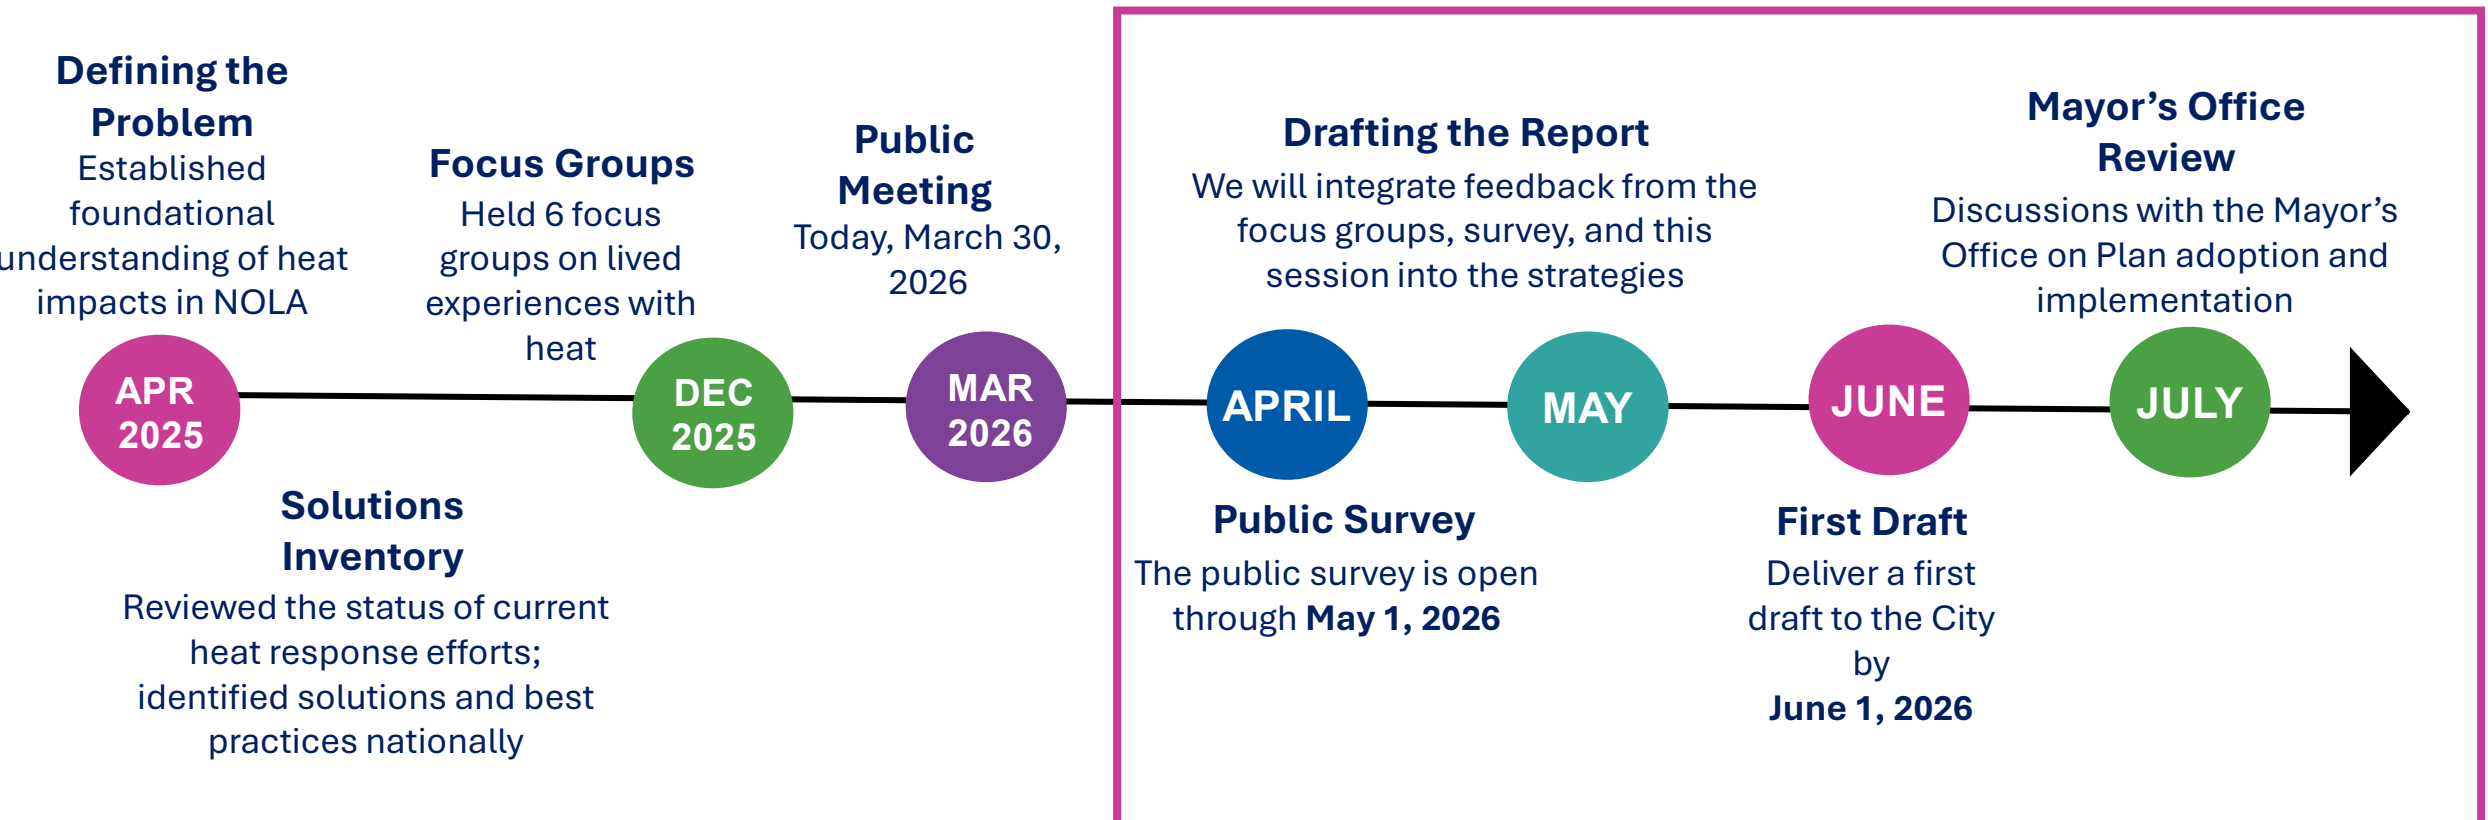 Defining the
Problem
Established
foundational
understanding of heat
impacts in NOLA
Focus Groups
Held 6 focus
groups on lived
experiences with
heat
Public
Meeting
Today, March 30,
2026
Drafting the Report
We will integrate feedback from the
focus groups, survey, and this
session into the strategies
Mayor’s Office
Review
Discussions with the Mayor’s
Office on Plan adoption and
implementation
APR
2025
DEC
2025
MAR
2026
APRIL
MAY
JUNE
JULY
Solutions
Inventory
Reviewed the status of current
heat response efforts;
identified solutions and best
practices nationally
Public Survey
The public survey is open
through May 1, 2026
First Draft
Deliver a first
draft to the City
by
June 1, 2026